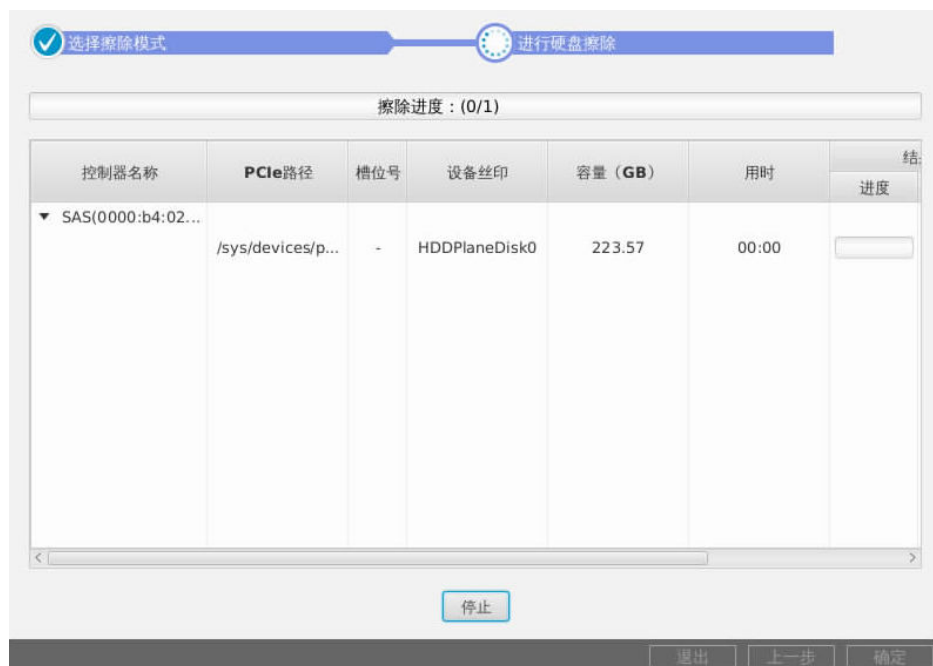 选择擦除模式 进行硬盘擦除
擦除进度：(0/1)
控制器名称 PCIe路径 槽位号 设备丝印 容量（GB） 用时 结
进度
SAS(0000:b4:02...
/sys/devices/p... - HDDPlaneDisk0 223.57 00:00
停止
退出 上一步 确定